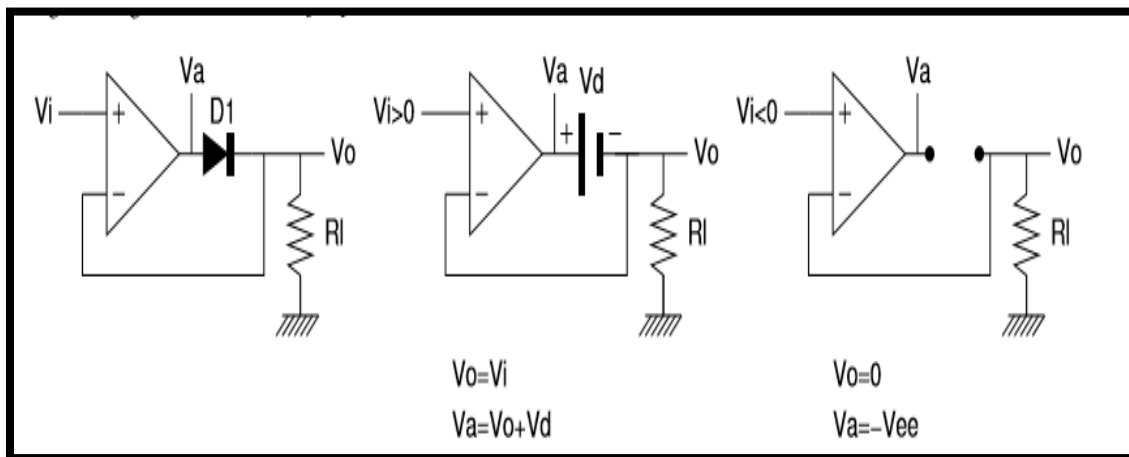 Va
D1
Vi
+
−
Vo
Rl
Va
Vd
Vi>0
+
+
−
−
Vo
Rl
Vo=Vi
Va=Vo+Vd
Va
Vi<0
+
−
Vo
Rl
Vo=0
Va=−Vee